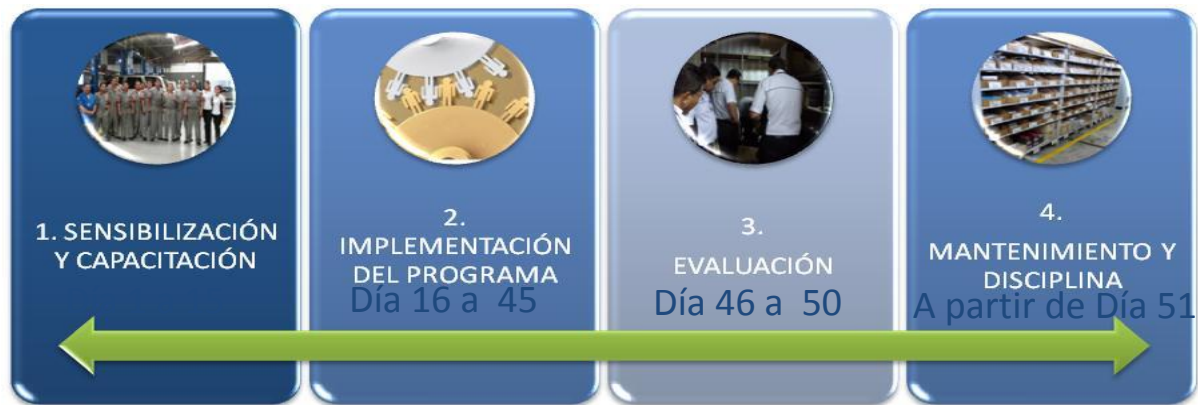 1. SENSIBILIZACIÓN
Y CAPACITACIÓN
2.
IMPLEMENTACIÓN
DEL PROGRAMA
Día 16 a 45
3.
EVALUACIÓN
Día 46 a 50
4.
MANTENIMIENTO Y
DISCIPLINA
A partir de Día 51